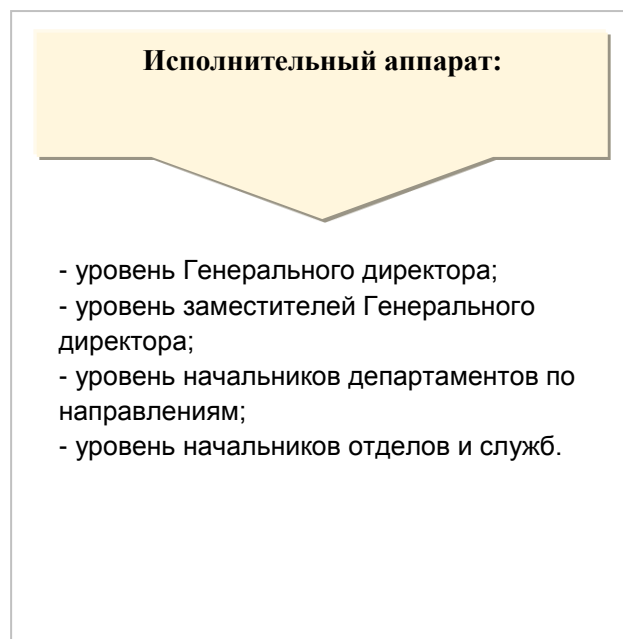 Исполнительный аппарат:
- уровень Генерального директора;
- уровень заместителей Генерального
директора;
- уровень начальников департаментов по
направлениям;
- уровень начальников отделов и служб.